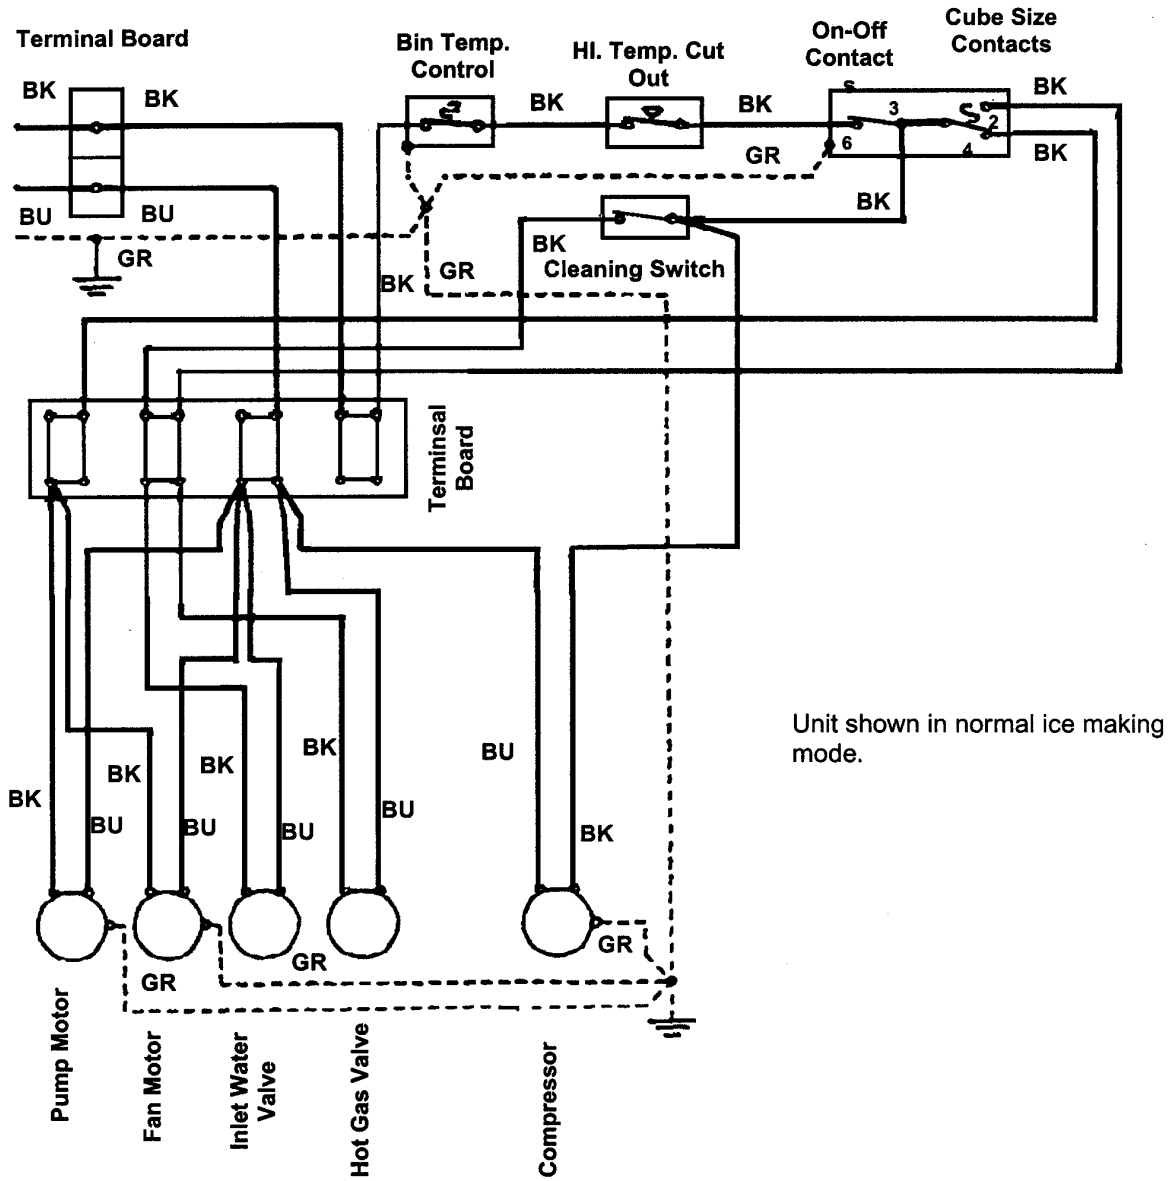 Terminal Board
Bin Temp.
Control
HI. Temp. Cut
Out
On-Off
Contact
Cube Size
Contacts
BK
BK
BK
BK
BK
S
3
2
6
4
BK
GR
BU
BU
GR
BK
BK
GR
BK
Cleaning Switch
Terminsal
Board
Unit shown in normal ice making
mode.
BK
BU
BK
BU
BK
BU
BK
BU
BU
BK
GR
GR
GR
Pump Motor
Fan Motor
Inlet Water
Valve
Hot Gas Valve
Compressor